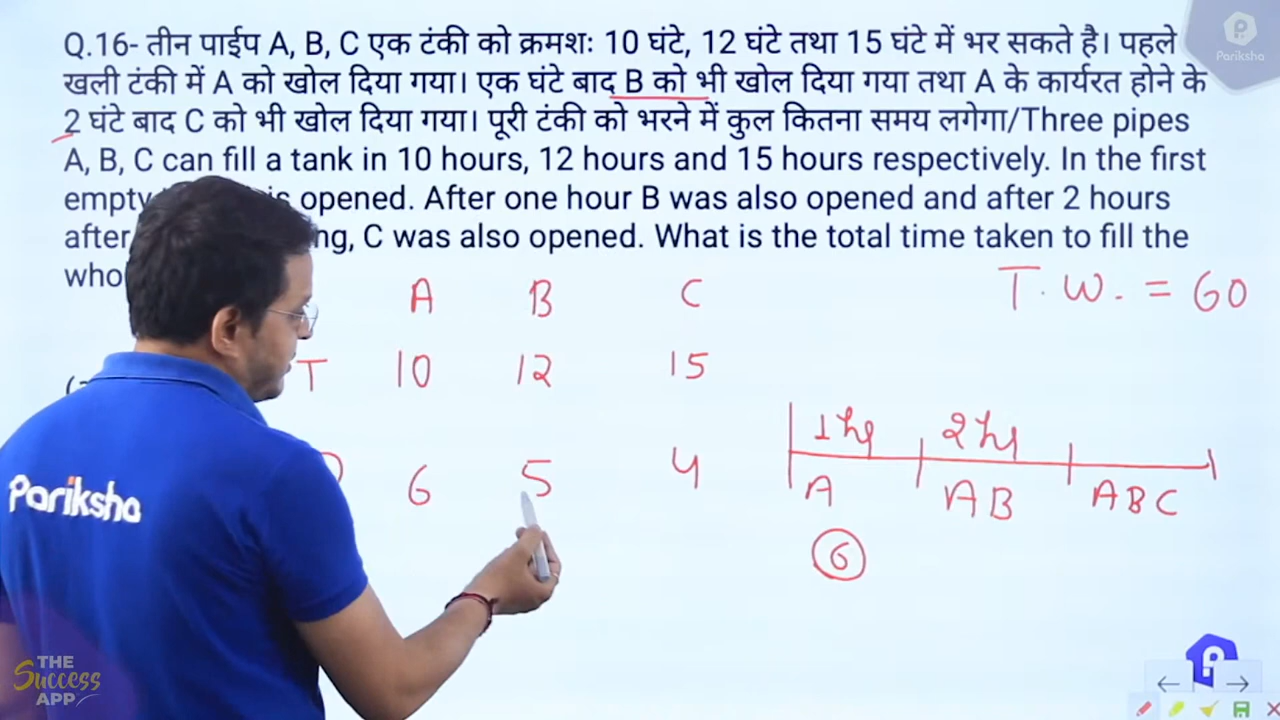 Q.16- तीन पाईप A, B, C एक टंकी को क्रमशः 10 घंटे, 12 घंटे तथा 15 घंटे में भर सकते है। पहले
खली टंकी में A को खोल दिया गया। एक घंटे बाद B को भी खोल दिया गया तथा A के कार्यरत होने के
2 घंटे बाद C को भी खोल दिया गया। पूरी टंकी को भरने में कुल कितना समय लगेगा/Three pipes
A, B, C can fill a tank in 10 hours, 12 hours and 15 hours respectively. In the first
empty opened. After one hour B was also opened and after 2 hours
after C was also opened. What is the total time taken to fill the
A B C T.W. = 60
T 10 12 15
1hr 2hr
6 5 4 A AB ABC
6
Pariksha
Pariksha
THE
Success
APP